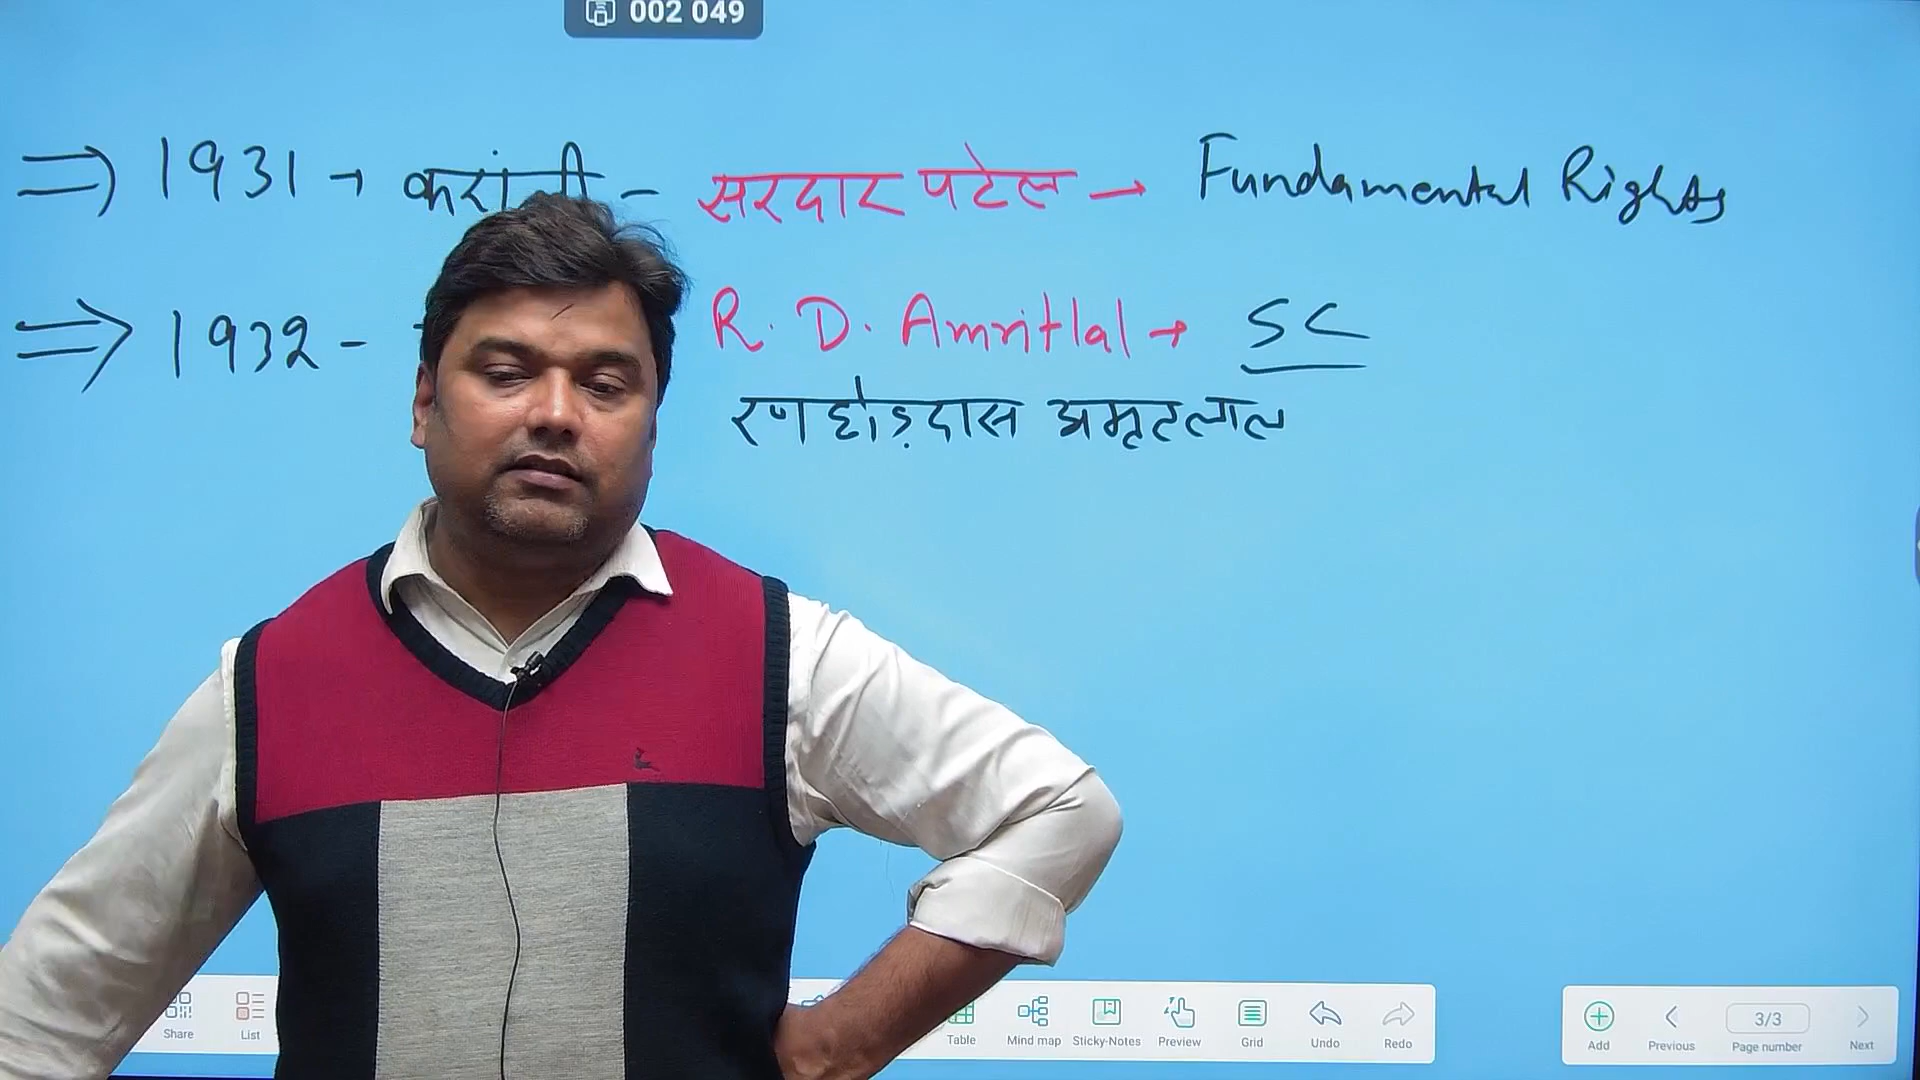 002 049
⇒ 1931 → करांची - सरदार पटेल → Fundamental Rights
⇒ 1932 - R. D. Amritlal → SC
रणछोड़दास अमृतलाल
Share
List
Table
Mind map
Sticky-Notes
Preview
Grid
Undo
Redo
Add
Previous
3/3
Page number
Next